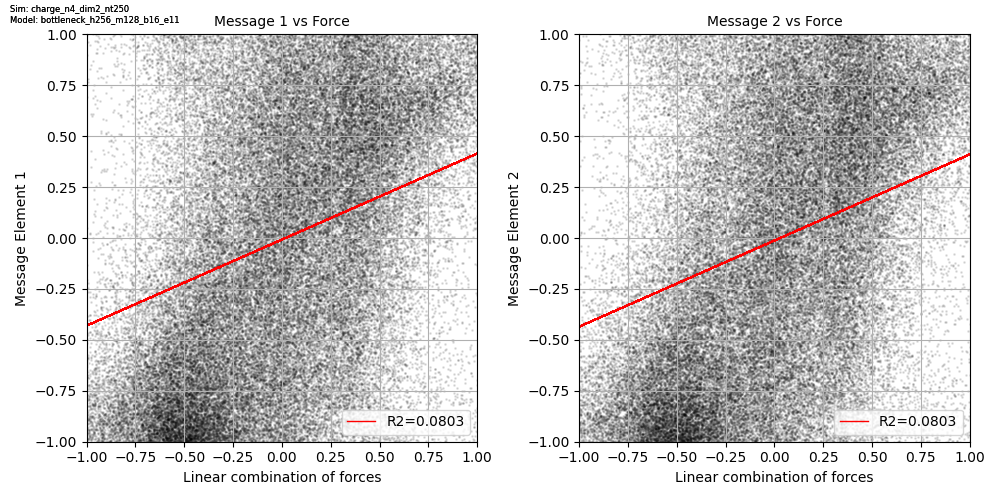 Sim: charge_n4_dim2_nt250
Model: bottleneck_h256_m128_b16_e11
Message 1 vs Force
1.00
0.75
0.50
0.25
0.00
−0.25
−0.50
−0.75
−1.00
Message Element 1
R2=0.0803
−1.00 −0.75 −0.50 −0.25 0.00 0.25 0.50 0.75 1.00
Linear combination of forces
Message 2 vs Force
1.00
0.75
0.50
0.25
0.00
−0.25
−0.50
−0.75
−1.00
Message Element 2
R2=0.0803
−1.00 −0.75 −0.50 −0.25 0.00 0.25 0.50 0.75 1.00
Linear combination of forces